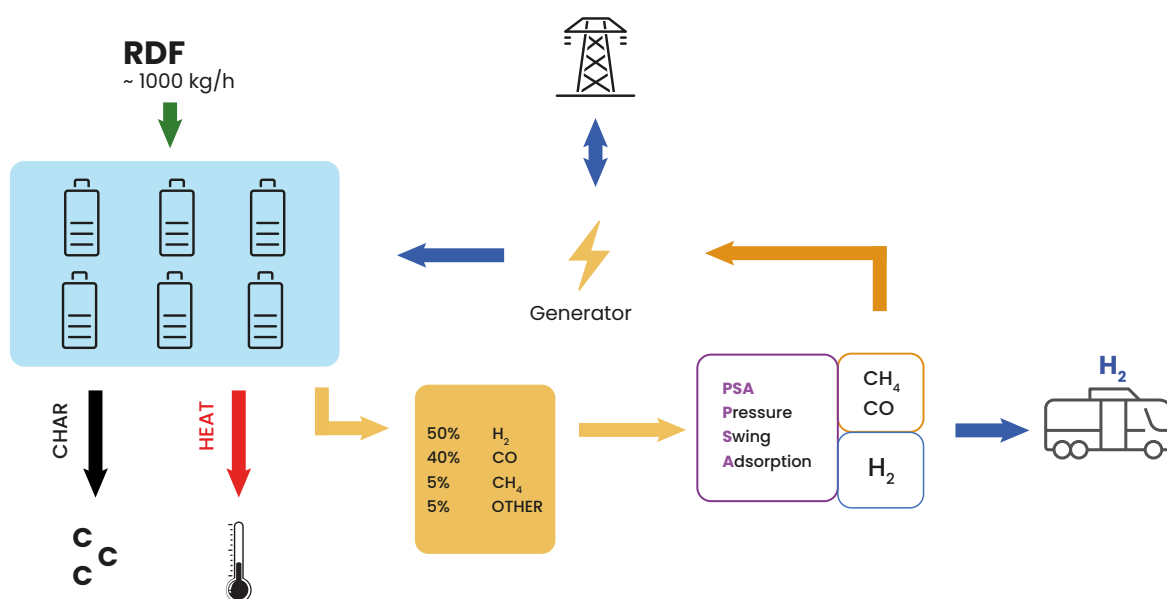 RDF
~ 1000 kg/h
Generator
CHAR
HEAT
50% H₂
40% CO
5% CH₄
5% OTHER
PSA
Pressure
Swing
Adsorption
CH₄
CO
H₂
H₂
C
C
C